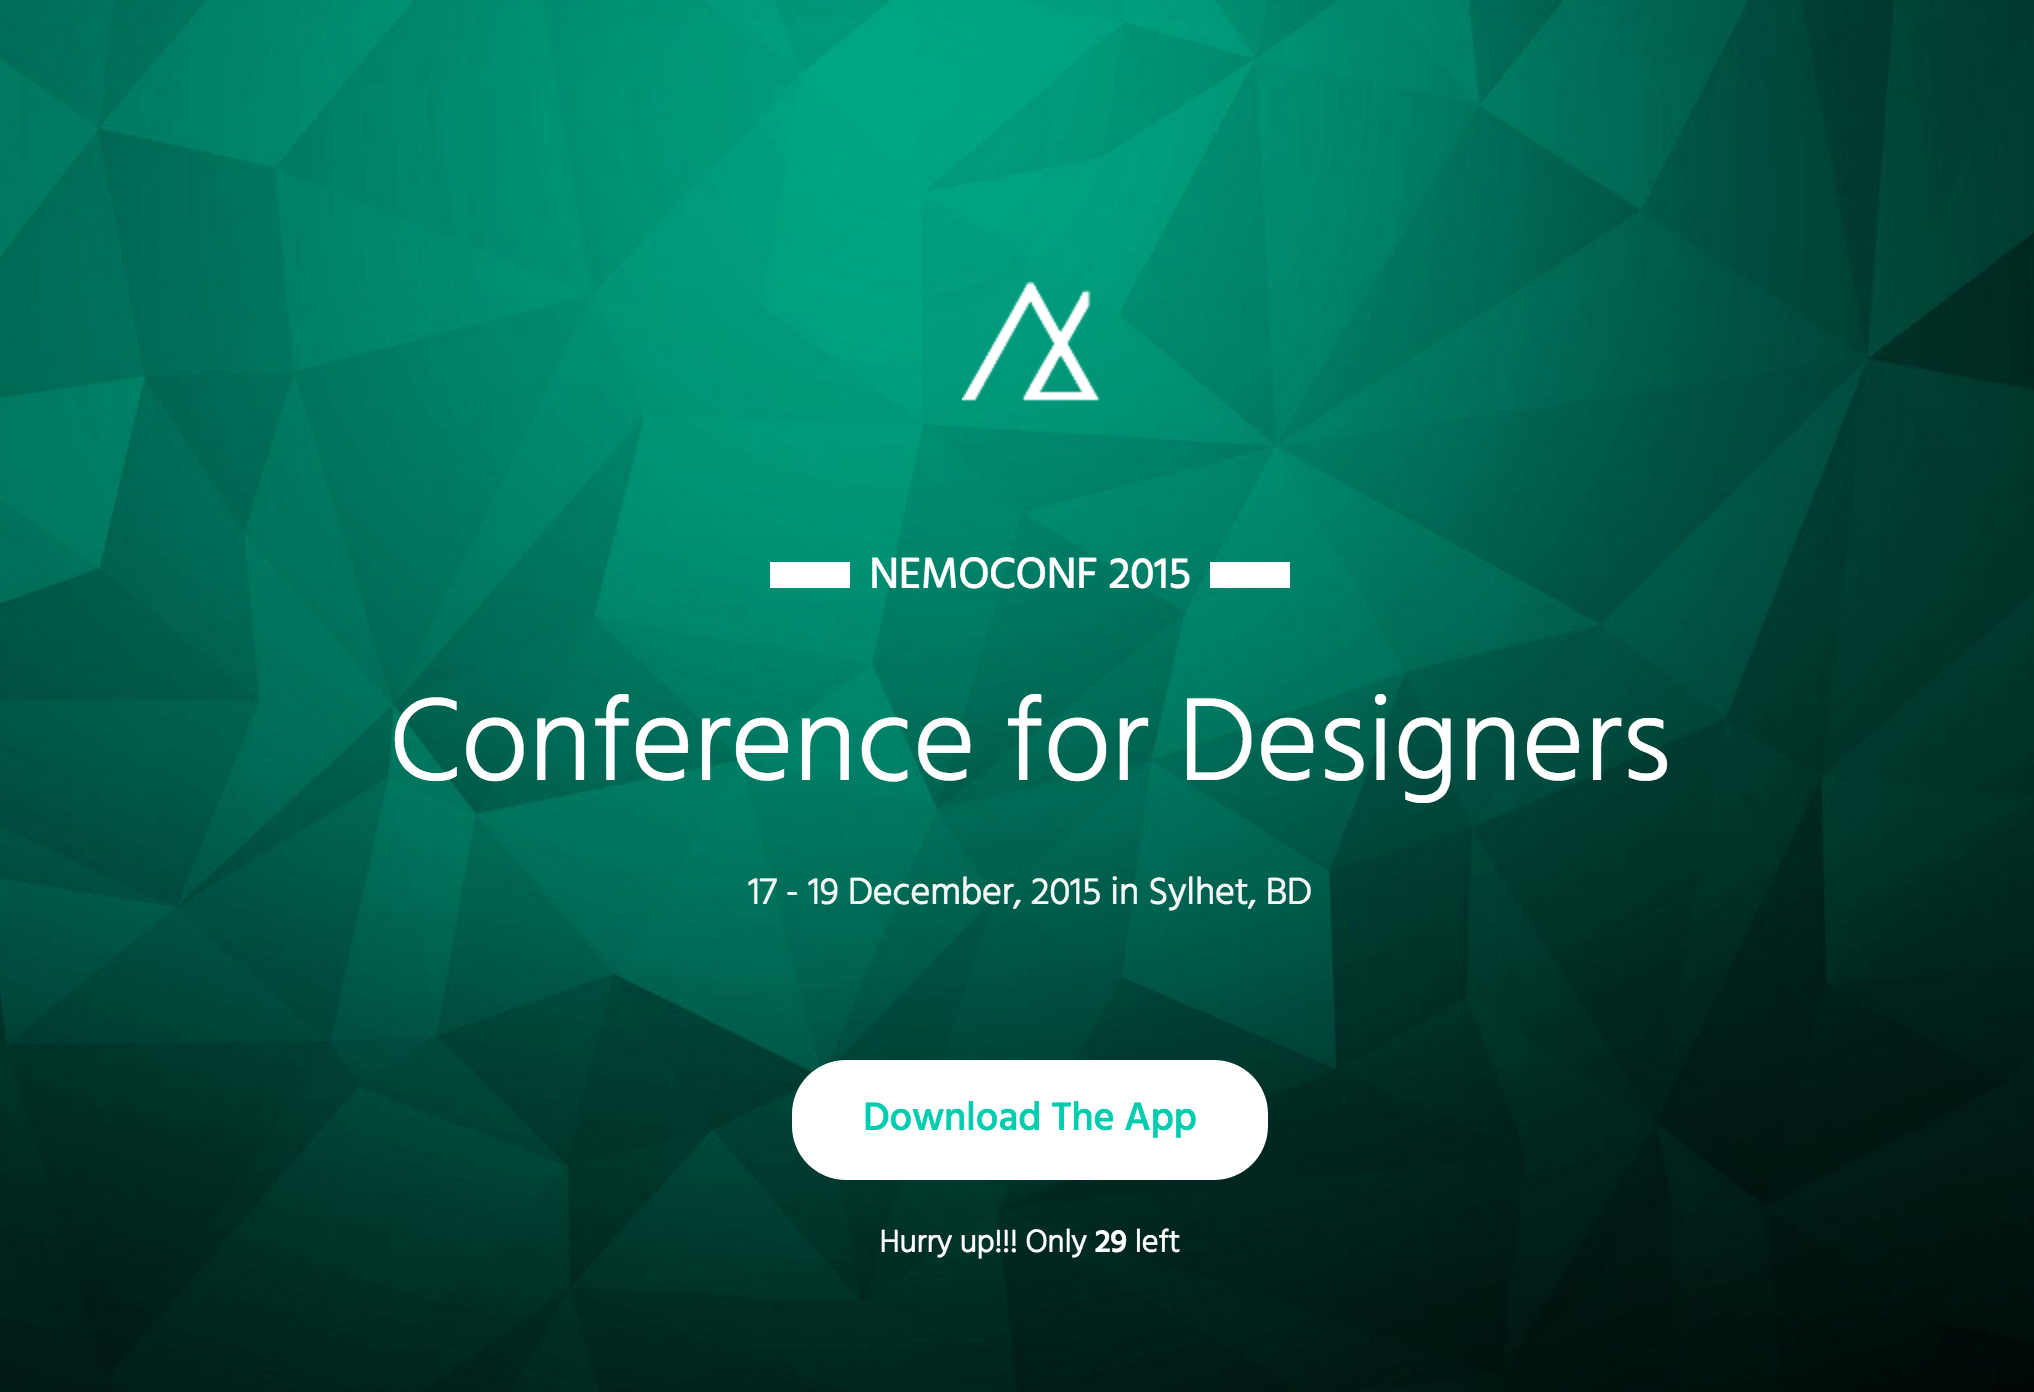 NEMOCONF 2015
Conference for Designers
17 - 19 December, 2015 in Sylhet, BD
Download The App
Hurry up!!! Only 29 left